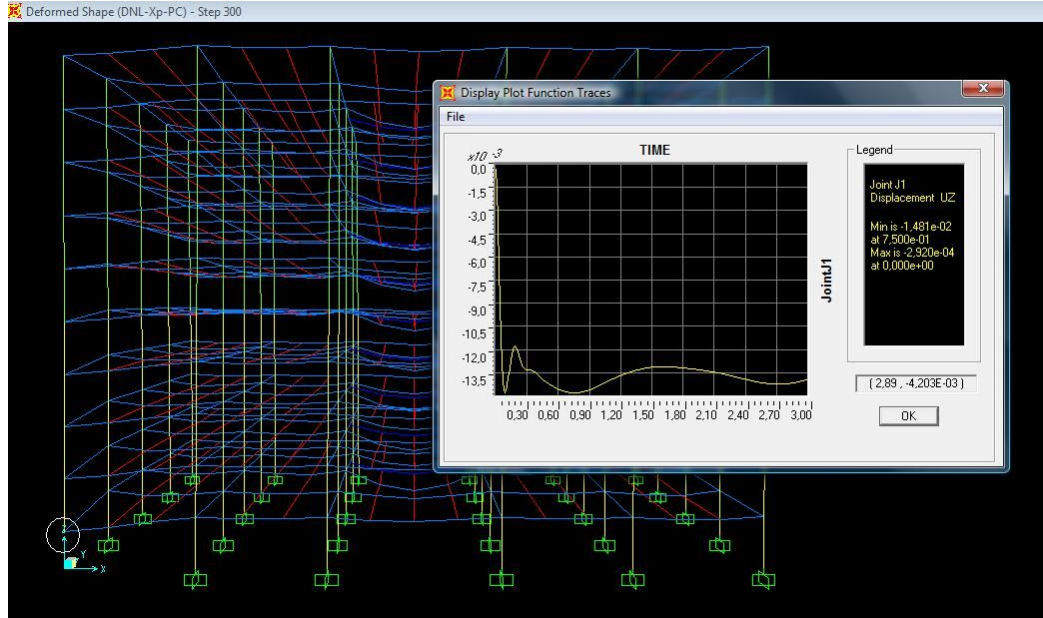 Deformed Shape (DNL-Xp-PC) - Step 300
Display Plot Function Traces
File
TIME
x10 -3
0,0
-1,5
-3,0
-4,5
-6,0
-7,5
-9,0
-10,5
-12,0
-13,5
0,30 0,60 0,90 1,20 1,50 1,80 2,10 2,40 2,70 3,00
JointJ1
Legend
Joint J1
Displacement UZ
Min is -1,481e-02
at 7,500e-01
Max is -2,920e-04
at 0,000e+00
( 2,89 , -4,203E-03 )
OK
Z
Y
X